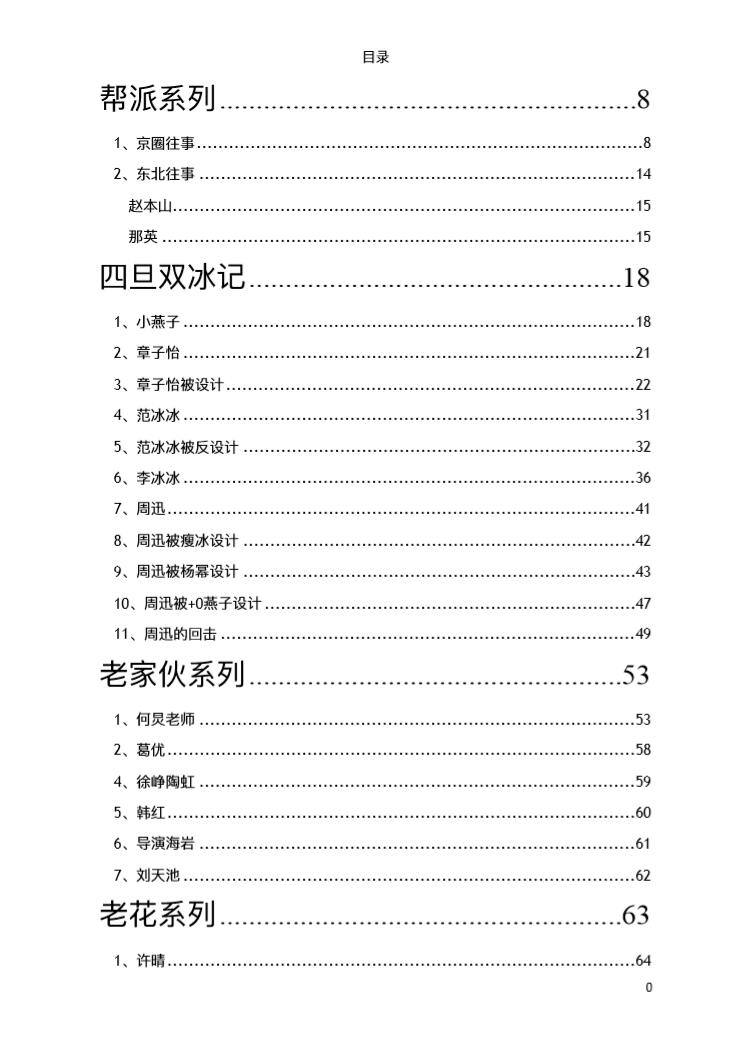 目录
帮派系列........................................................8
1、京圈往事........................................................8
2、东北往事........................................................14
赵本山........................................................15
那英........................................................15
四旦双冰记........................................................18
1、小燕子........................................................18
2、章子怡........................................................21
3、章子怡被设计........................................................22
4、范冰冰........................................................31
5、范冰冰被反设计........................................................32
6、李冰冰........................................................36
7、周迅........................................................41
8、周迅被瘦冰设计........................................................42
9、周迅被杨幂设计........................................................43
10、周迅被+0燕子设计........................................................47
11、周迅的回击........................................................49
老家伙系列........................................................53
1、何炅老师........................................................53
2、葛优........................................................58
4、徐峥陶虹........................................................59
5、韩红........................................................60
6、导演海岩........................................................61
7、刘天池........................................................62
老花系列........................................................63
1、许晴........................................................64
0